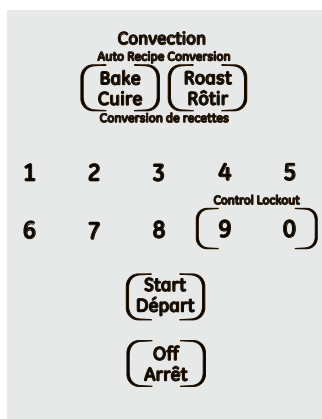 Convection
Auto Recipe Conversion
Bake Roast
Cuire Rôtir
Conversion de recettes
1 2 3 4 5
Control Lockout
6 7 8 9 0
Start
Départ
Off
Arrêt